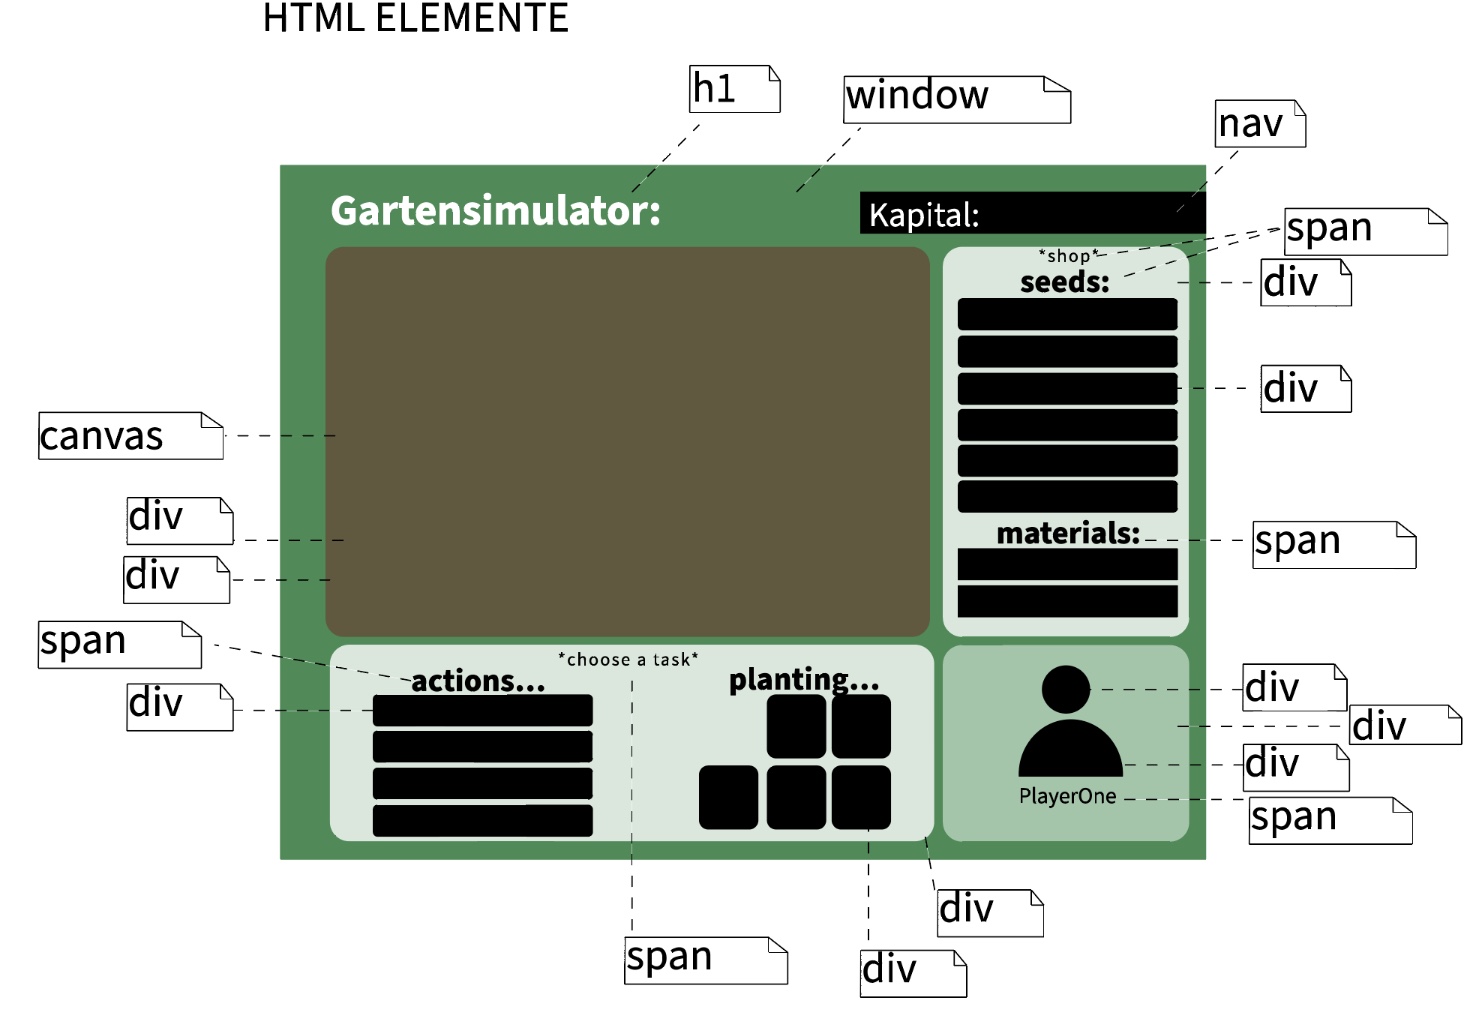 HTML ELEMENTE
h1
window
nav
Gartensimulator:
Kapital:
span
*shop*
div
seeds:
div
canvas
div
span
materials:
div
span
*choose a task*
actions...
planting...
div
div
div
div
PlayerOne
span
div
span
div